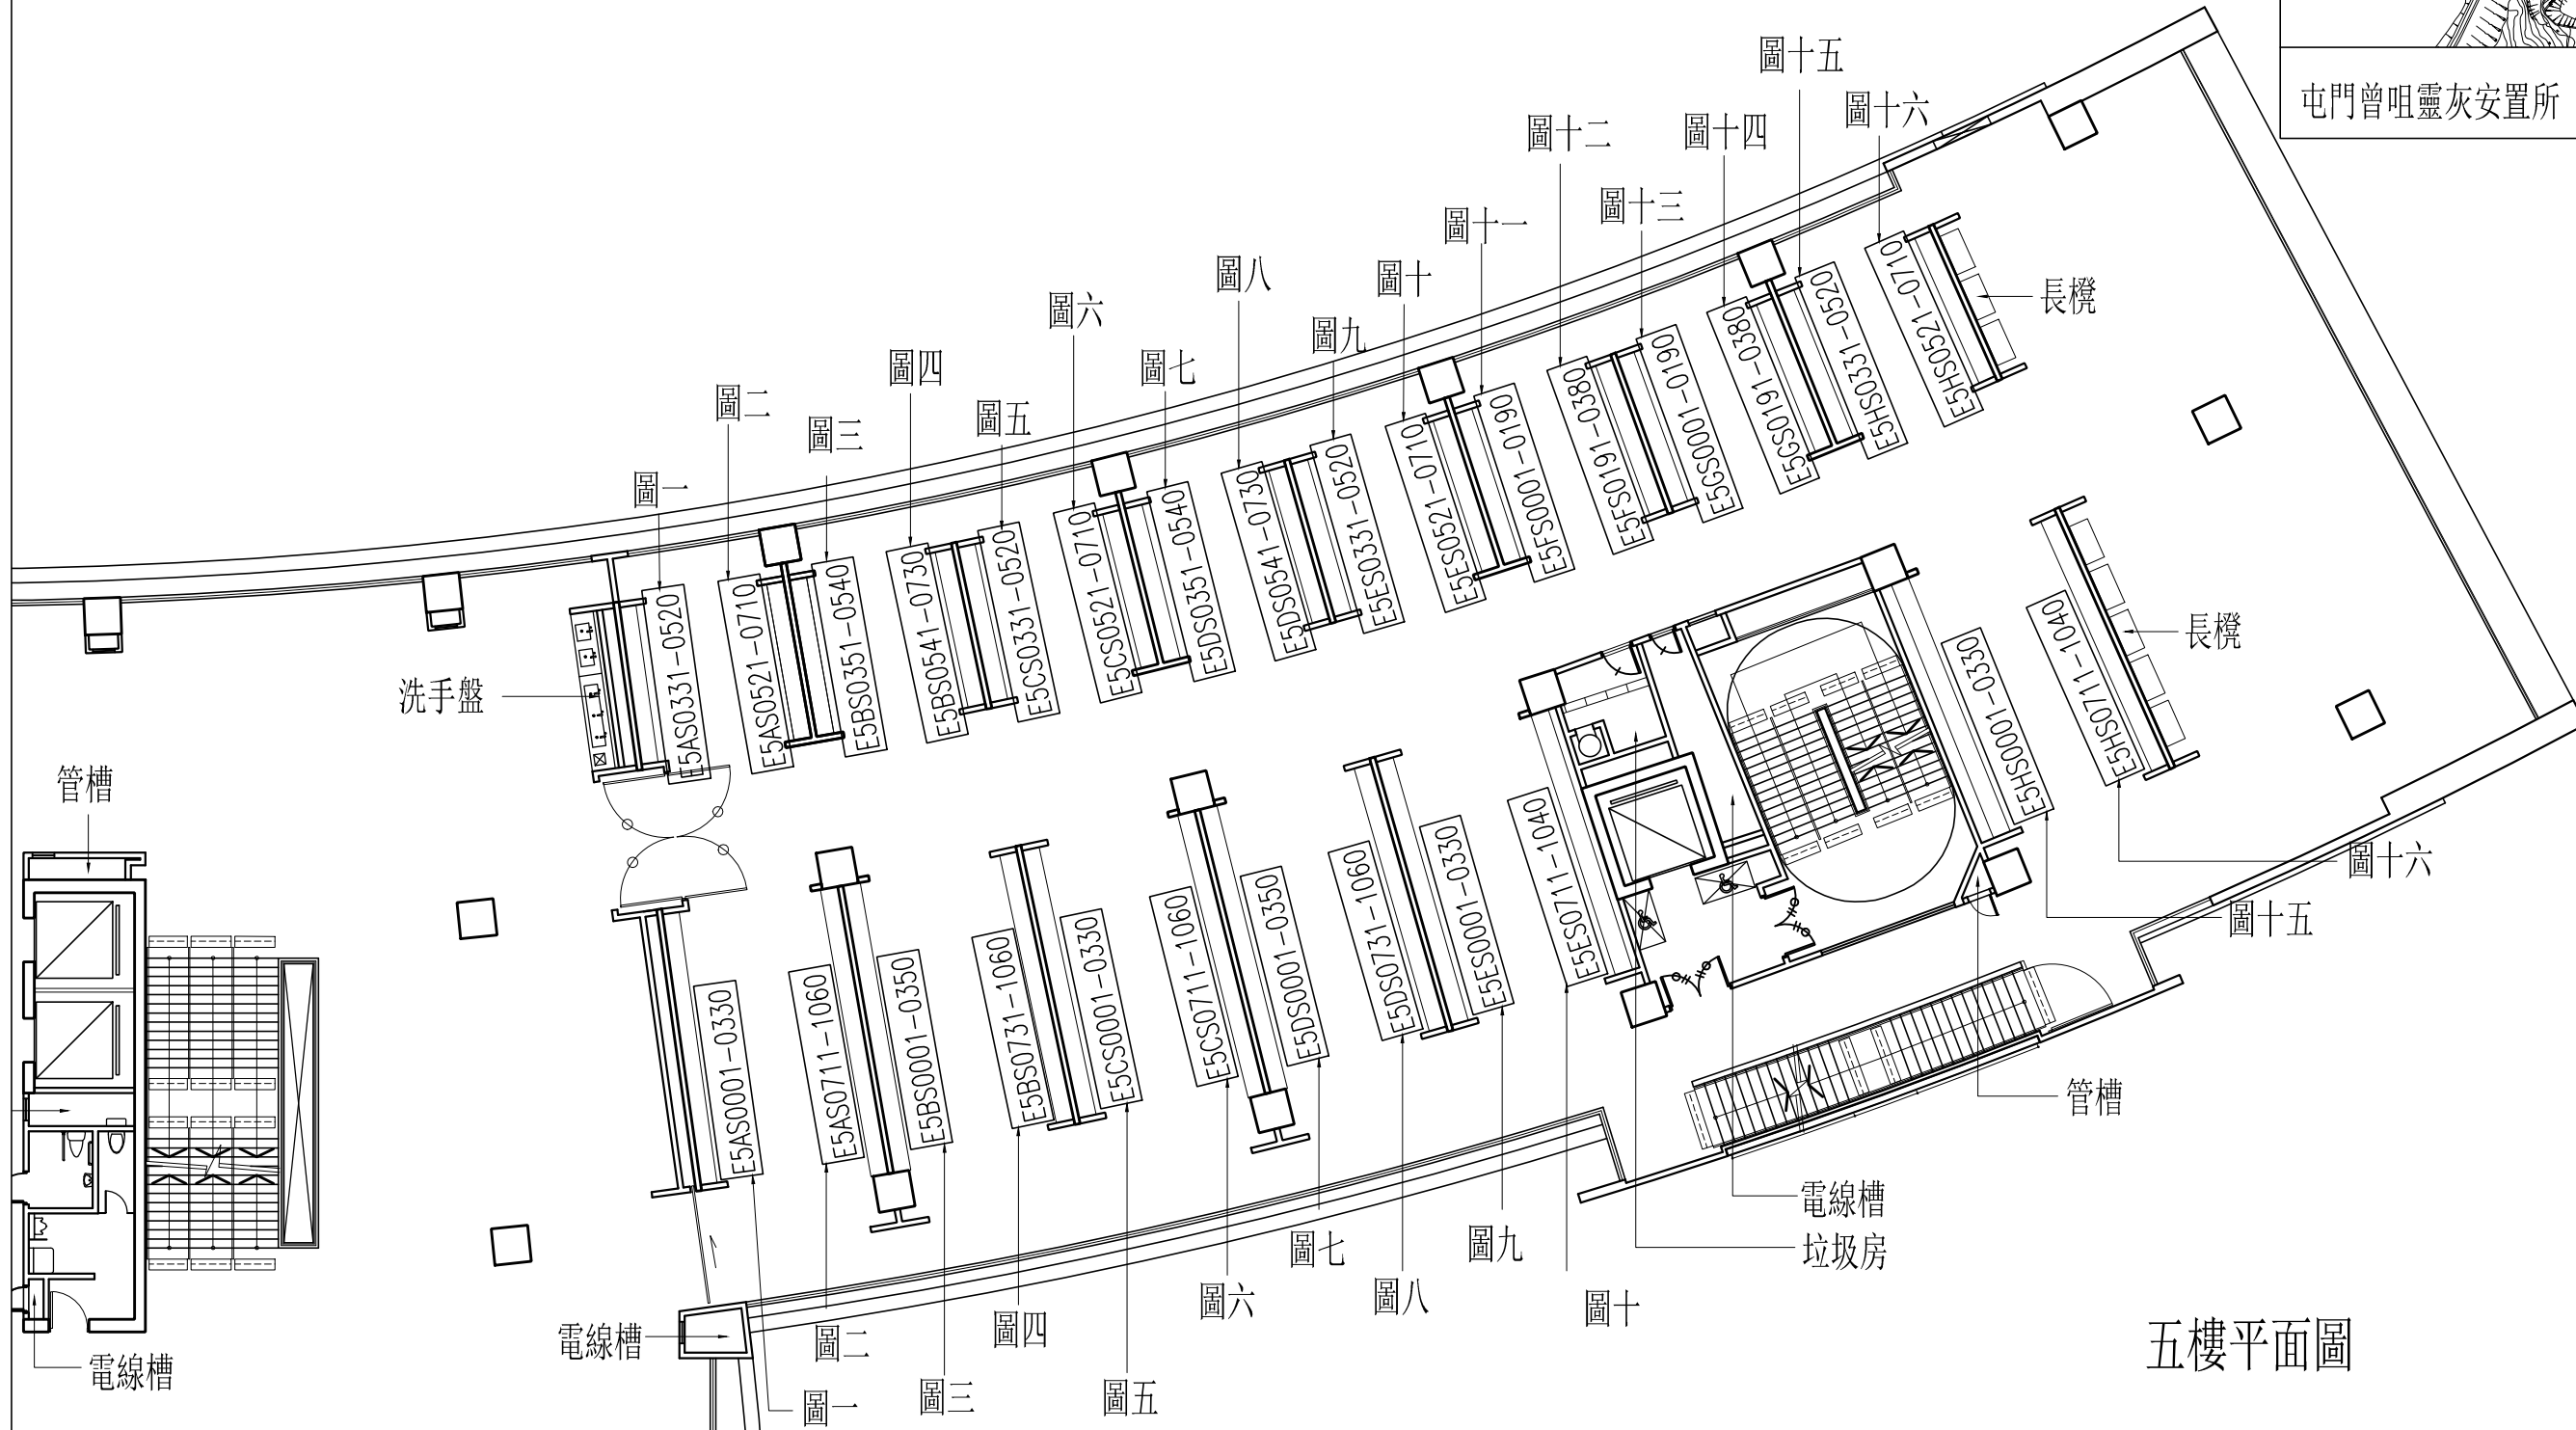 屯門曾咀靈灰安置所
圖十五
圖十六
圖十二
圖十四
圖十三
圖十一
圖八
圖十
圖六
圖九
圖四
圖七
圖二
圖五
圖三
圖一
長櫈
長櫈
洗手盤
管槽
E5AS0331-0520
E5AS0521-0710
E5BS0351-0540
E5BS0541-0730
E5CS0331-0520
E5CS0521-0710
E5DS0351-0540
E5DS0541-0730
E5ES0331-0520
E5ES0521-0710
E5FS0001-0190
E5FS0191-0380
E5GS0001-0190
E5GS0191-0380
E5HS0331-0520
E5HS0521-0710
E5AS0001-0330
E5AS0711-1060
E5BS0001-0350
E5BS0731-1060
E5CS0001-0330
E5CS0711-1060
E5DS0001-0350
E5DS0731-1060
E5ES0001-0330
E5ES0711-1040
E5HS0001-0330
E5HS0711-1040
圖十六
圖十五
管槽
電線槽
垃圾房
圖十
圖九
圖八
圖七
圖六
圖五
圖四
圖三
圖二
圖一
電線槽
電線槽
五樓平面圖